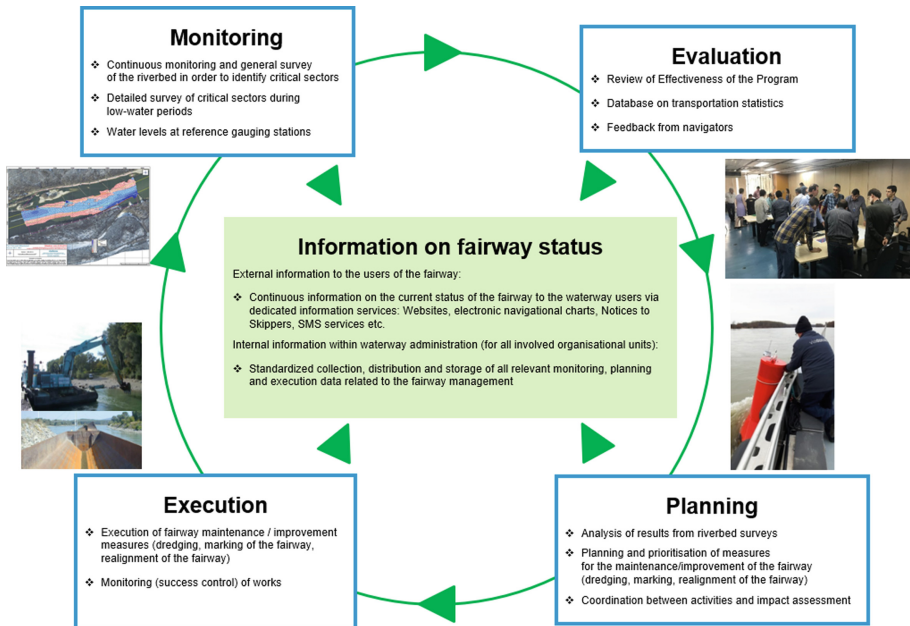 Monitoring
❖ Continuous monitoring and general survey
of the riverbed in order to identify critical sectors
❖ Detailed survey of critical sectors during
low-water periods
❖ Water levels at reference gauging stations
Evaluation
❖ Review of Effectiveness of the Program
❖ Database on transportation statistics
❖ Feedback from navigators
Information on fairway status
External information to the users of the fairway:
❖ Continuous information on the current status of the fairway to the waterway users via
dedicated information services: Websites, electronic navigational charts, Notices to
Skippers, SMS services etc.
Internal information within waterway administration (for all involved organisational units):
❖ Standardized collection, distribution and storage of all relevant monitoring, planning
and execution data related to the fairway management
Execution
❖ Execution of fairway maintenance / improvement
measures (dredging, marking of the fairway,
realignment of the fairway)
❖ Monitoring (success control) of works
Planning
❖ Analysis of results from riverbed surveys
❖ Planning and prioritisation of measures
for the maintenance/improvement of the fairway
(dredging, marking, realignment of the fairway)
❖ Coordination between activities and impact assessment